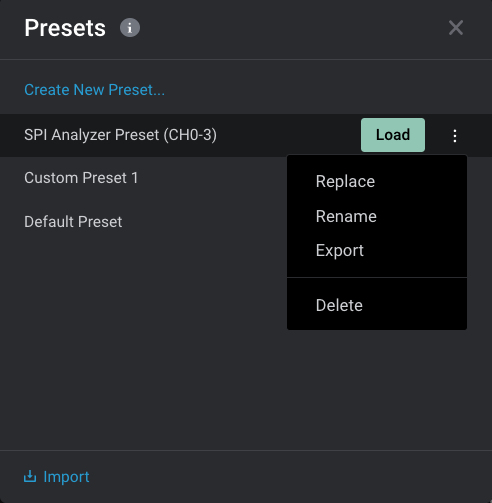 Presets
Create New Preset...
SPI Analyzer Preset (CH0-3)
Load
Custom Preset 1
Default Preset
Replace
Rename
Export
Delete
Import